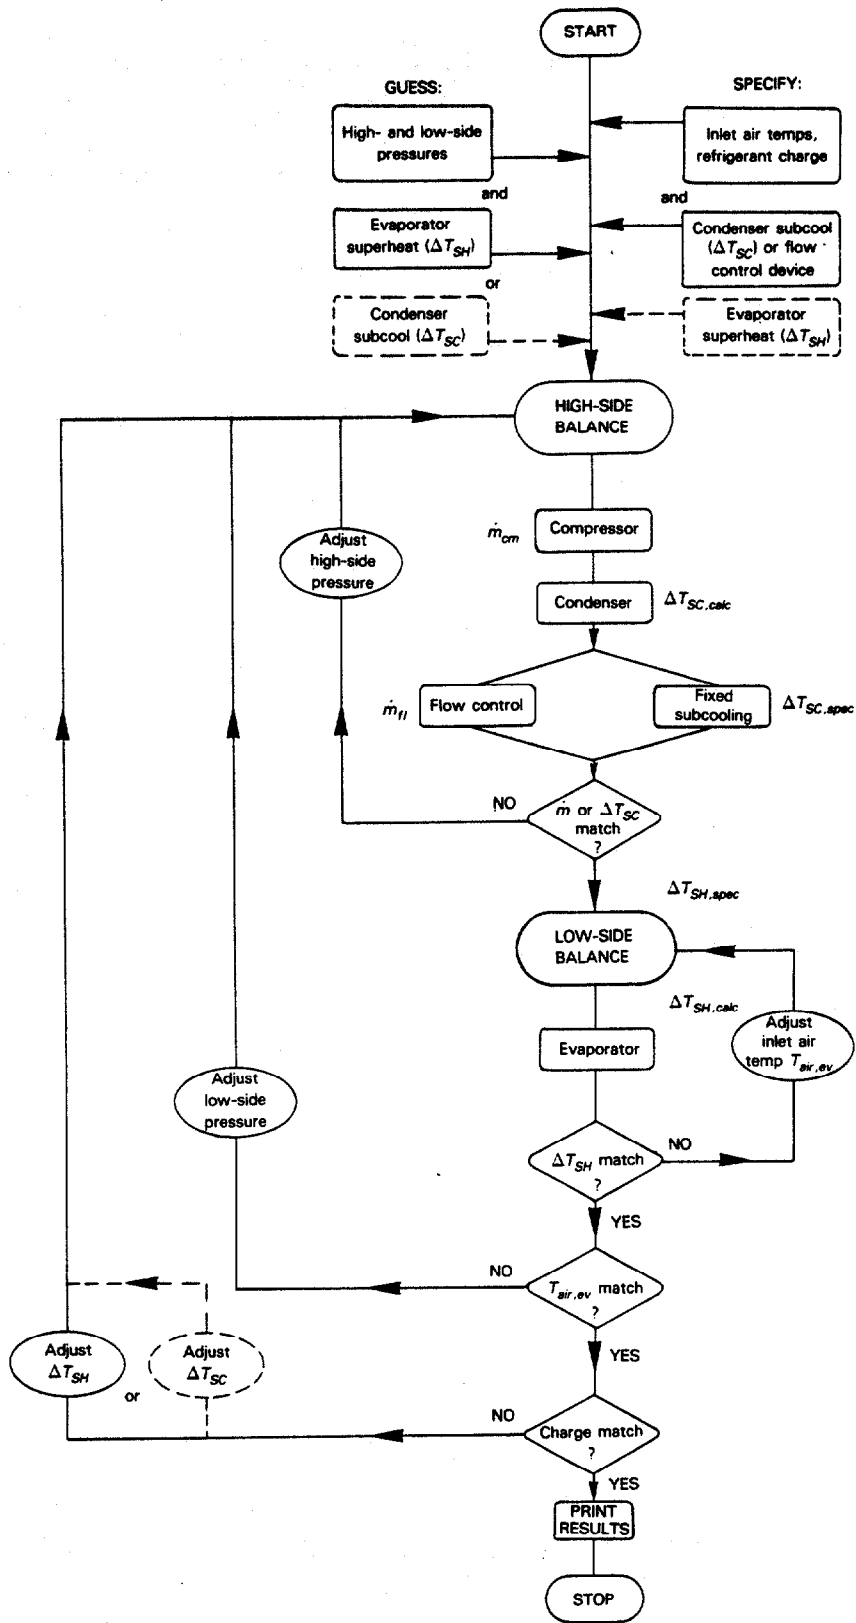 START
GUESS:
SPECIFY:
High- and low-side
pressures
Inlet air temps,
refrigerant charge
and
and
Evaporator
superheat (ΔT_SH)
Condenser subcool
(ΔT_SC) or flow
control device
or
Condenser
subcool (ΔT_SC)
Evaporator
superheat (ΔT_SH)
HIGH-SIDE
BALANCE
ṁ_cm
Compressor
Adjust
high-side
pressure
Condenser
ΔT_SC,calc
ṁ_fl
Flow control
Fixed
subcooling
ΔT_SC,spec
NO
ṁ or ΔT_SC
match
?
ΔT_SH,spec
LOW-SIDE
BALANCE
ΔT_SH,calc
Evaporator
Adjust
inlet air
temp T_air,ev
Adjust
low-side
pressure
ΔT_SH match
?
NO
YES
NO
T_air,ev match
?
YES
Adjust
ΔT_SH
or
Adjust
ΔT_SC
NO
Charge match
?
YES
PRINT
RESULTS
STOP